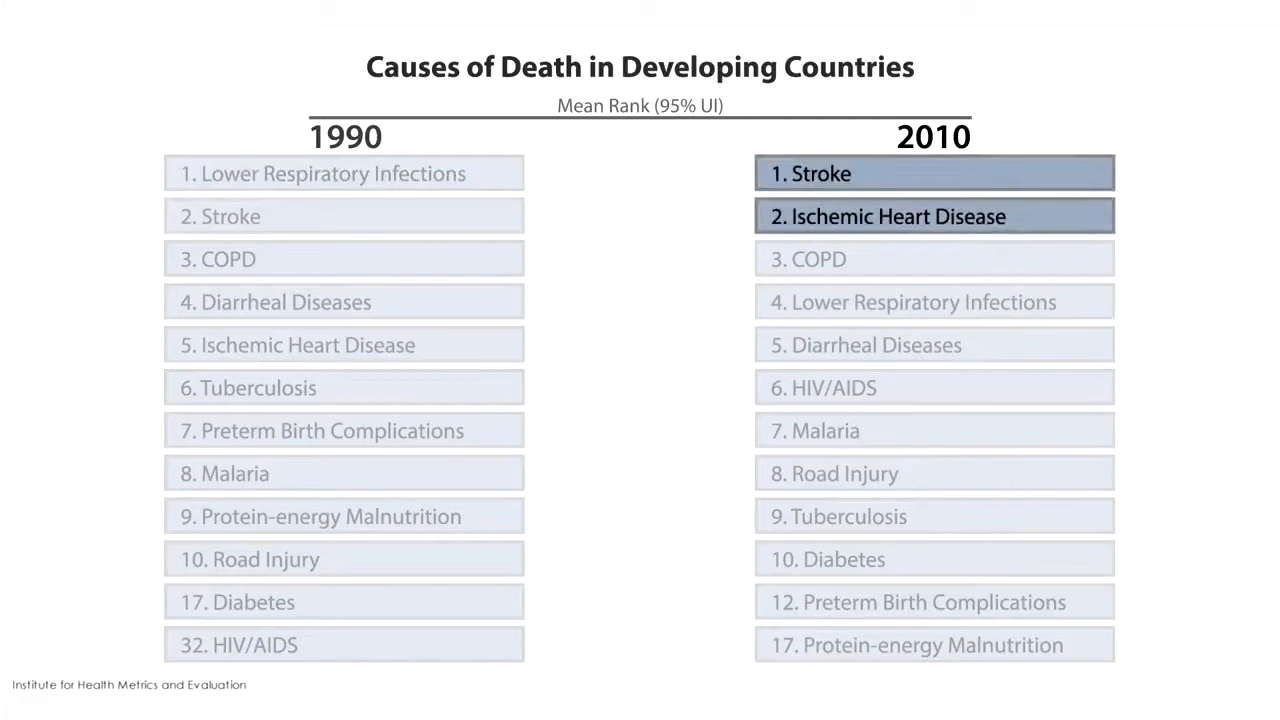 Causes of Death in Developing Countries
Mean Rank (95% UI)
1990
1. Lower Respiratory Infections
2. Stroke
3. COPD
4. Diarrheal Diseases
5. Ischemic Heart Disease
6. Tuberculosis
7. Preterm Birth Complications
8. Malaria
9. Protein-energy Malnutrition
10. Road Injury
17. Diabetes
32. HIV/AIDS
2010
1. Stroke
2. Ischemic Heart Disease
3. COPD
4. Lower Respiratory Infections
5. Diarrheal Diseases
6. HIV/AIDS
7. Malaria
8. Road Injury
9. Tuberculosis
10. Diabetes
12. Preterm Birth Complications
17. Protein-energy Malnutrition
Institute for Health Metrics and Evaluation